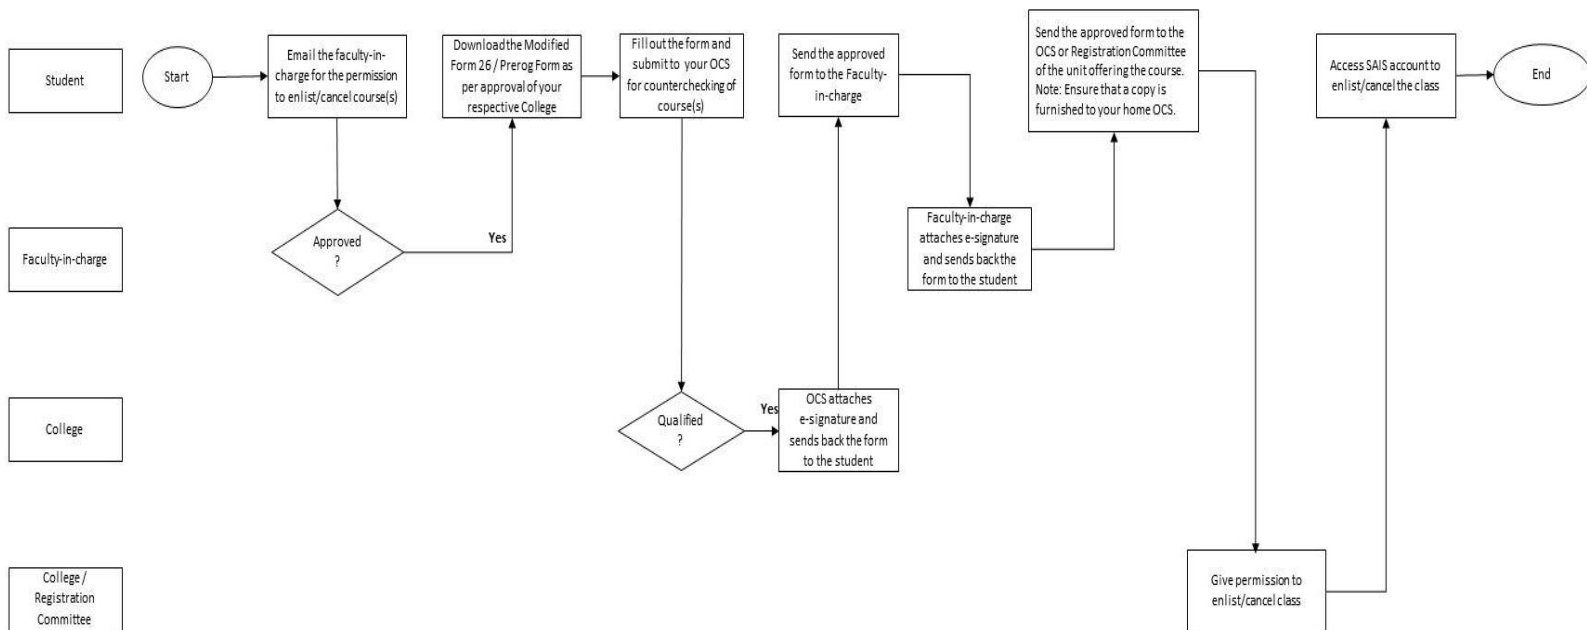 Student
Start
Email the faculty-in-
charge for the permission
to enlist/cancel course(s)
Download the Modified
Form 26 / Prerog Form as
per approval of your
respective College
Fill out the form and
submit to your OCS
for counterchecking of
course(s)
Send the approved
form to the Faculty-
in-charge
Send the approved form to the
OCS or Registration Committee
of the unit offering the course.
Note: Ensure that a copy is
furnished to your home OCS.
Access SAIS account to
enlist/cancel the class
End
Faculty-in-charge
Approved
?
Yes
Faculty-in-charge
attaches e-signature
and sends back the
form to the student
College
Qualified
?
Yes
OCS attaches
e-signature and
sends back the form
to the student
College /
Registration
Committee
Give permission to
enlist/cancel class